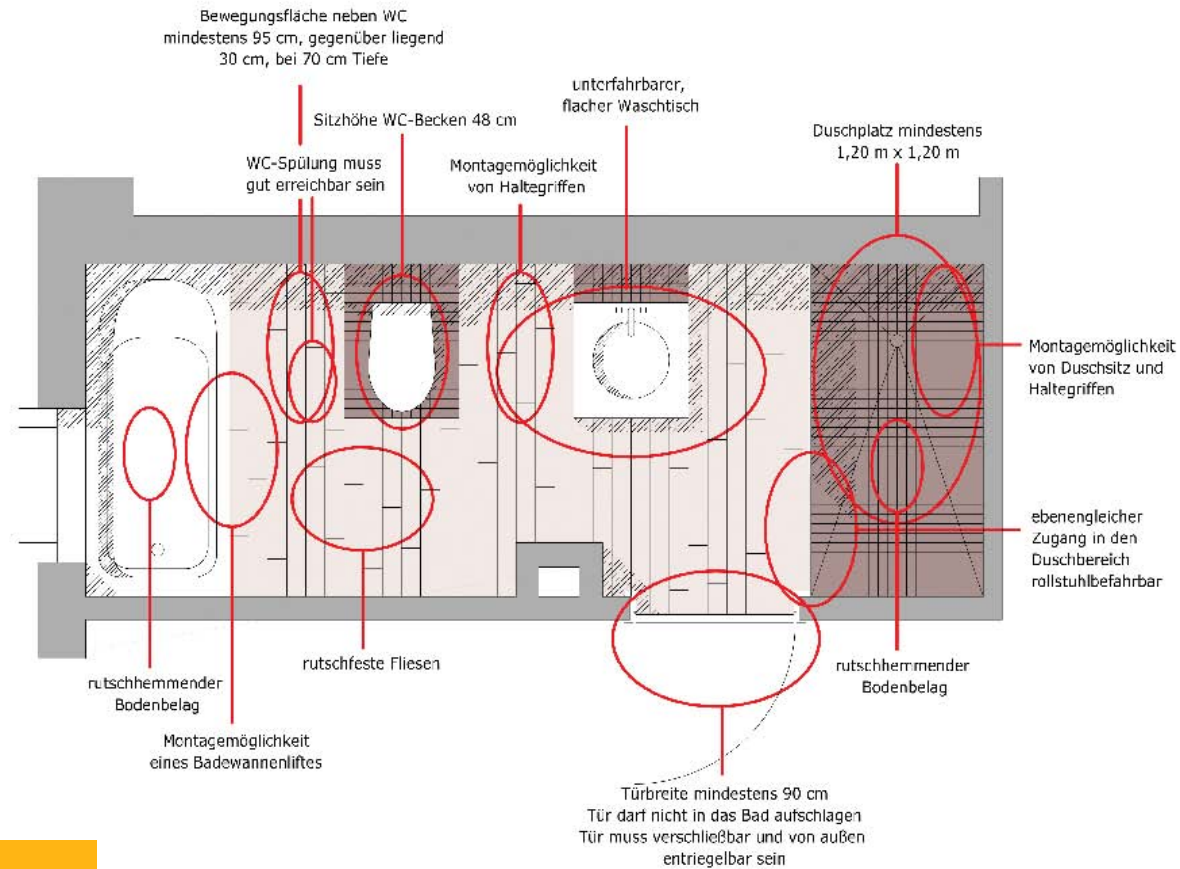 Bewegungsfläche neben WC
mindestens 95 cm, gegenüber liegend
30 cm, bei 70 cm Tiefe
Sitzhöhe WC-Becken 48 cm
WC-Spülung muss
gut erreichbar sein
Montagemöglichkeit
von Haltegriffen
unterfahrbarer,
flacher Waschtisch
Duschplatz mindestens
1,20 m x 1,20 m
Montagemöglichkeit
von Duschsitz und
Haltegriffen
ebenengleicher
Zugang in den
Duschbereich
rollstuhlbefahrbar
rutschhemmender
Bodenbelag
Montagemöglichkeit
eines Badewannenliftes
rutschfeste Fliesen
rutschhemmender
Bodenbelag
Türbreite mindestens 90 cm
Tür darf nicht in das Bad aufschlagen
Tür muss verschließbar und von außen
entriegelbar sein